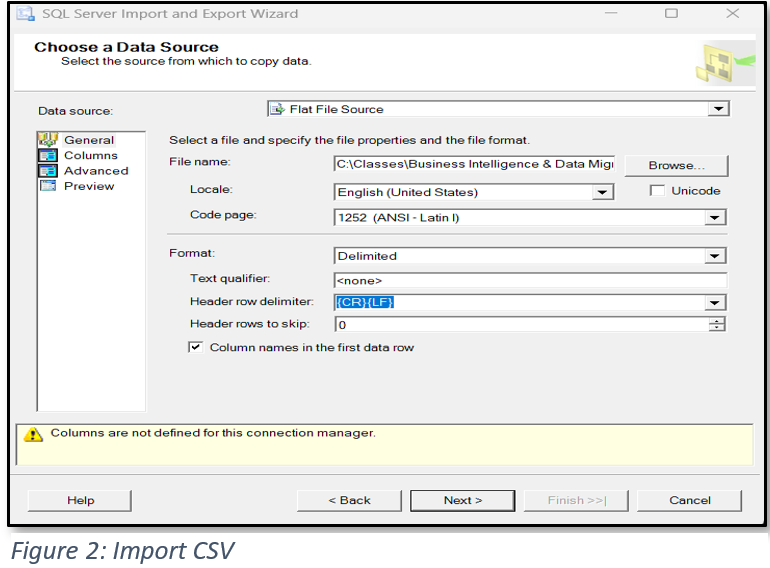 SQL Server Import and Export Wizard
Choose a Data Source
Select the source from which to copy data.
Data source: Flat File Source
General
Columns
Advanced
Preview
Select a file and specify the file properties and the file format.
File name: C:\Classes\Business Intelligence & Data Migr Browse...
Locale: English (United States) Unicode
Code page: 1252 (ANSI - Latin I)
Format: Delimited
Text qualifier: <none>
Header row delimiter: {CR}{LF}
Header rows to skip: 0
Column names in the first data row
Columns are not defined for this connection manager.
Help < Back Next > Finish >>| Cancel
Figure 2: Import CSV